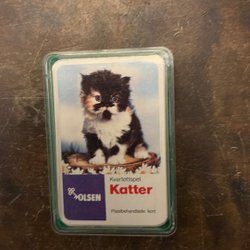 Kvartettspel
Katter
OLSEN
Plastbehandlade kort